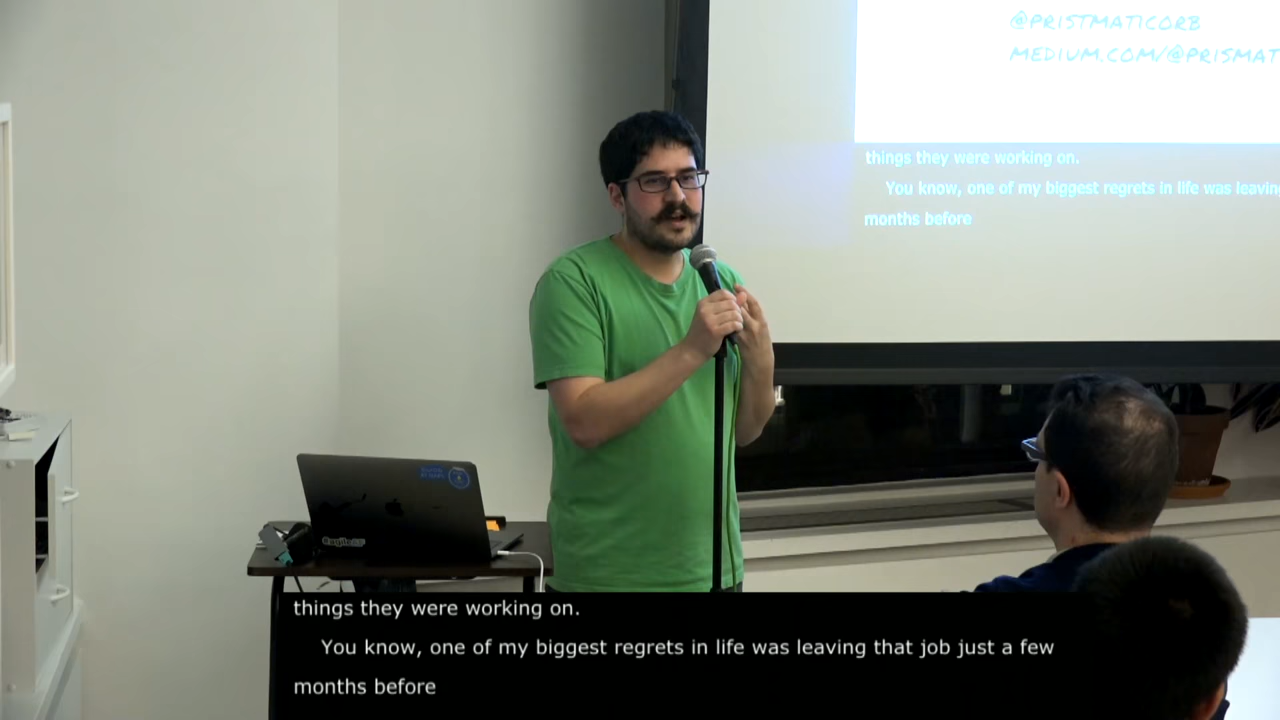 @PRISTMATICORB
MEDIUM.COM/@PRISMAT
things they were working on.
You know, one of my biggest regrets in life was leaving
months before
things they were working on.
You know, one of my biggest regrets in life was leaving that job just a few
months before